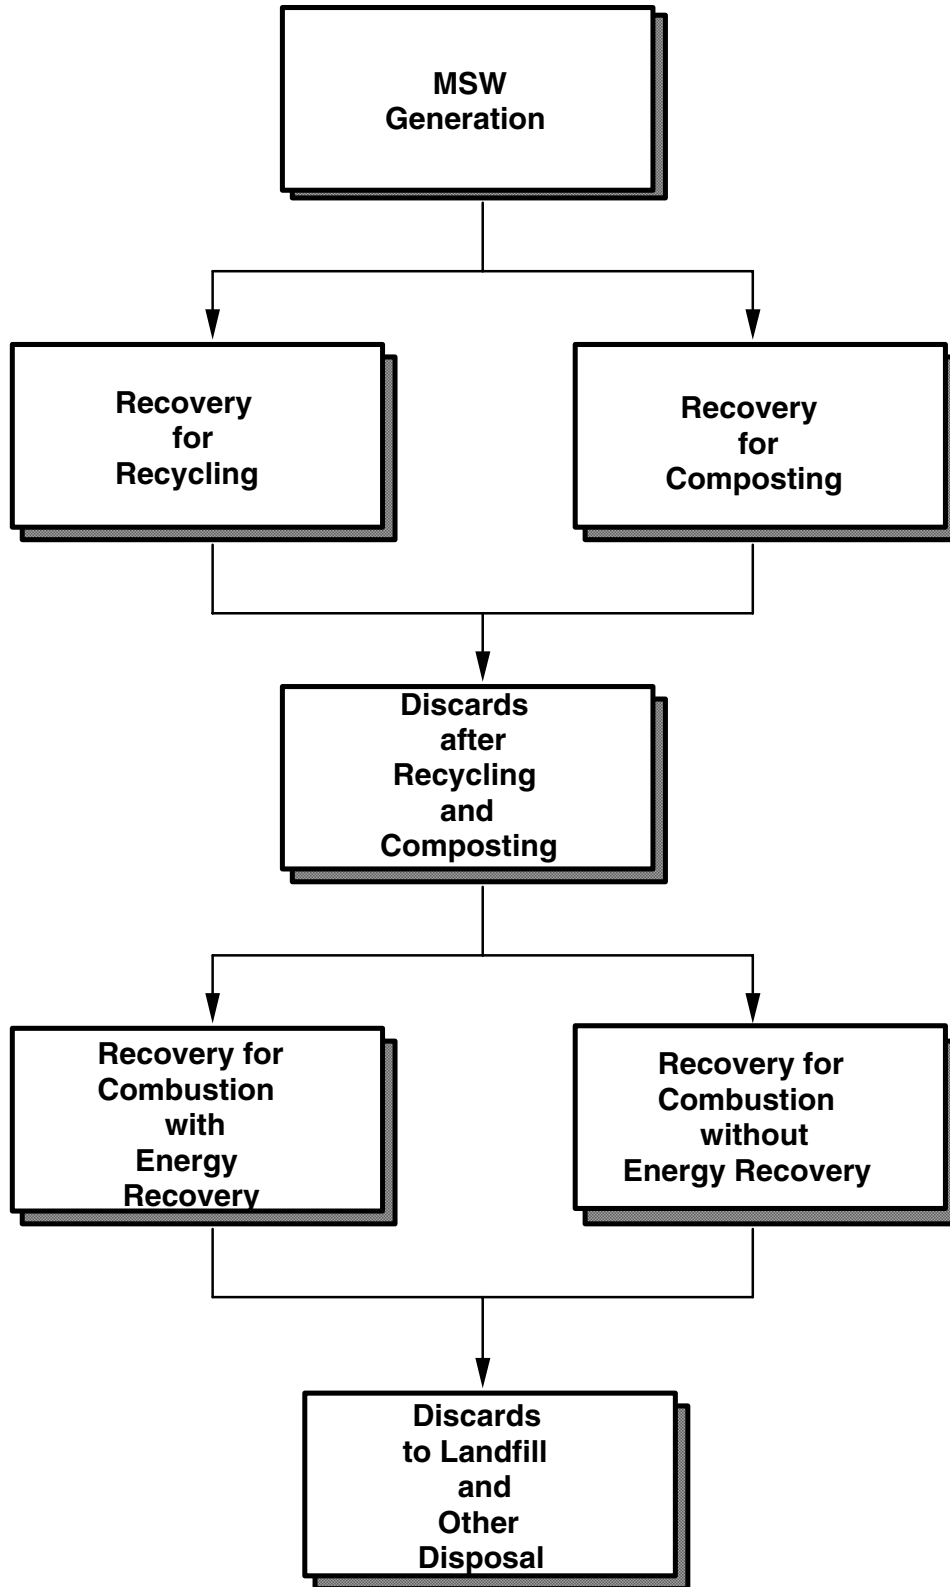 MSW
Generation
Recovery
for
Recycling
Recovery
for
Composting
Discards
after
Recycling
and
Composting
Recovery for
Combustion
with
Energy
Recovery
Recovery for
Combustion
without
Energy Recovery
Discards
to Landfill
and
Other
Disposal